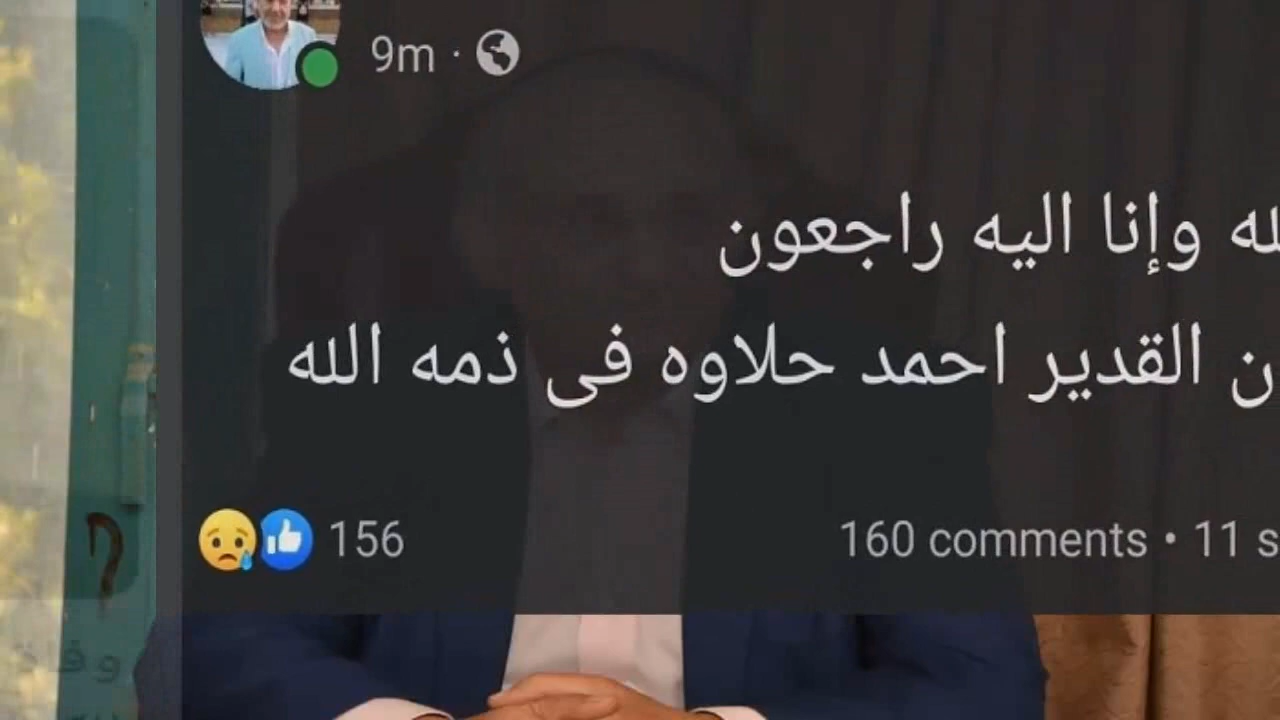 9m ·
له وإنا اليه راجعون
ن القدير احمد حلاوه فى ذمه الله
156
160 comments • 11 s